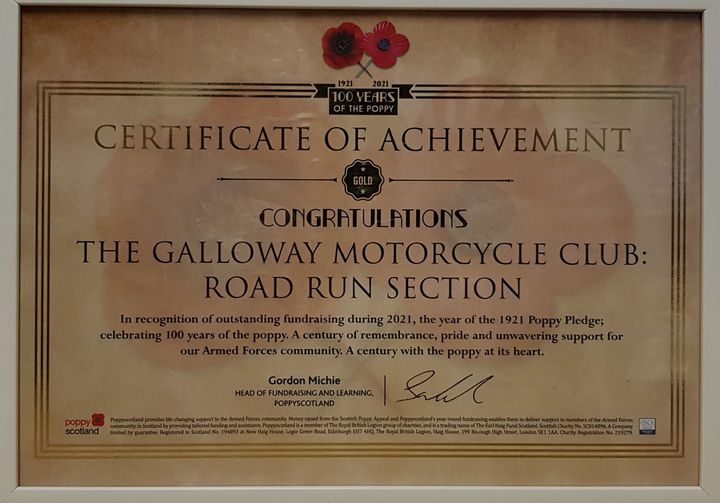 1921 2021
100 YEARS
OF THE POPPY
CERTIFICATE OF ACHIEVEMENT
GOLD
CONGRATULATIONS
THE GALLOWAY MOTORCYCLE CLUB:
ROAD RUN SECTION
In recognition of outstanding fundraising during 2021, the year of the 1921 Poppy Pledge;
celebrating 100 years of the poppy. A century of remembrance, pride and unwavering support for
our Armed Forces community. A century with the poppy at its heart.
Gordon Michie
HEAD OF FUNDRAISING AND LEARNING,
POPPYSCOTLAND
poppy
scotland
Poppyscotland provides life-changing support to the Armed Forces community. Money raised from the Scottish Poppy Appeal and Poppyscotland's year-round fundraising enables them to deliver support to members of the Armed Forces
community in Scotland by providing tailored funding and assistance. Poppyscotland is a member of The Royal British Legion group of charities, and is a trading name of The Earl Haig Fund Scotland. Scottish Charity No. SC014096. A Company
limited by guarantee. Registered in Scotland No. 194893 at New Haig House, Logie Green Road, Edinburgh EH7 4HQ. The Royal British Legion, Haig House, 199 Borough High Street, London SE1 1AA. Charity Registration No. 219279.